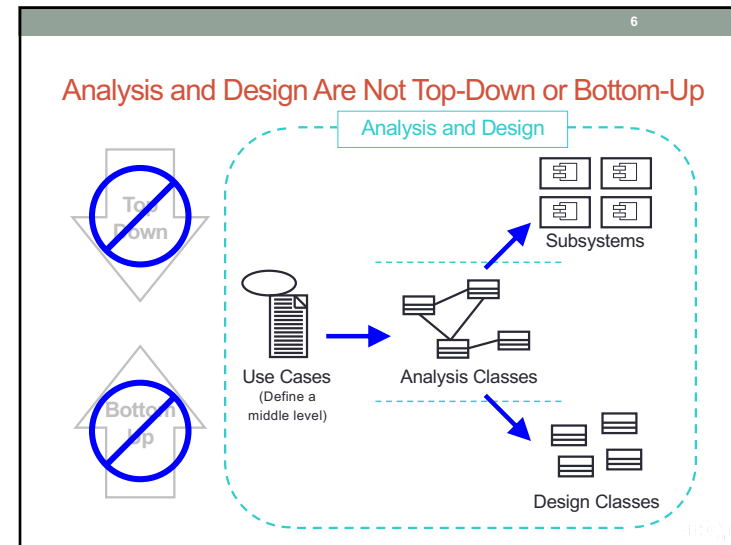 6
Analysis and Design Are Not Top-Down or Bottom-Up
Analysis and Design
Top
Down
Subsystems
Use Cases
(Define a
middle level)
Analysis Classes
Bottom
Up
Design Classes